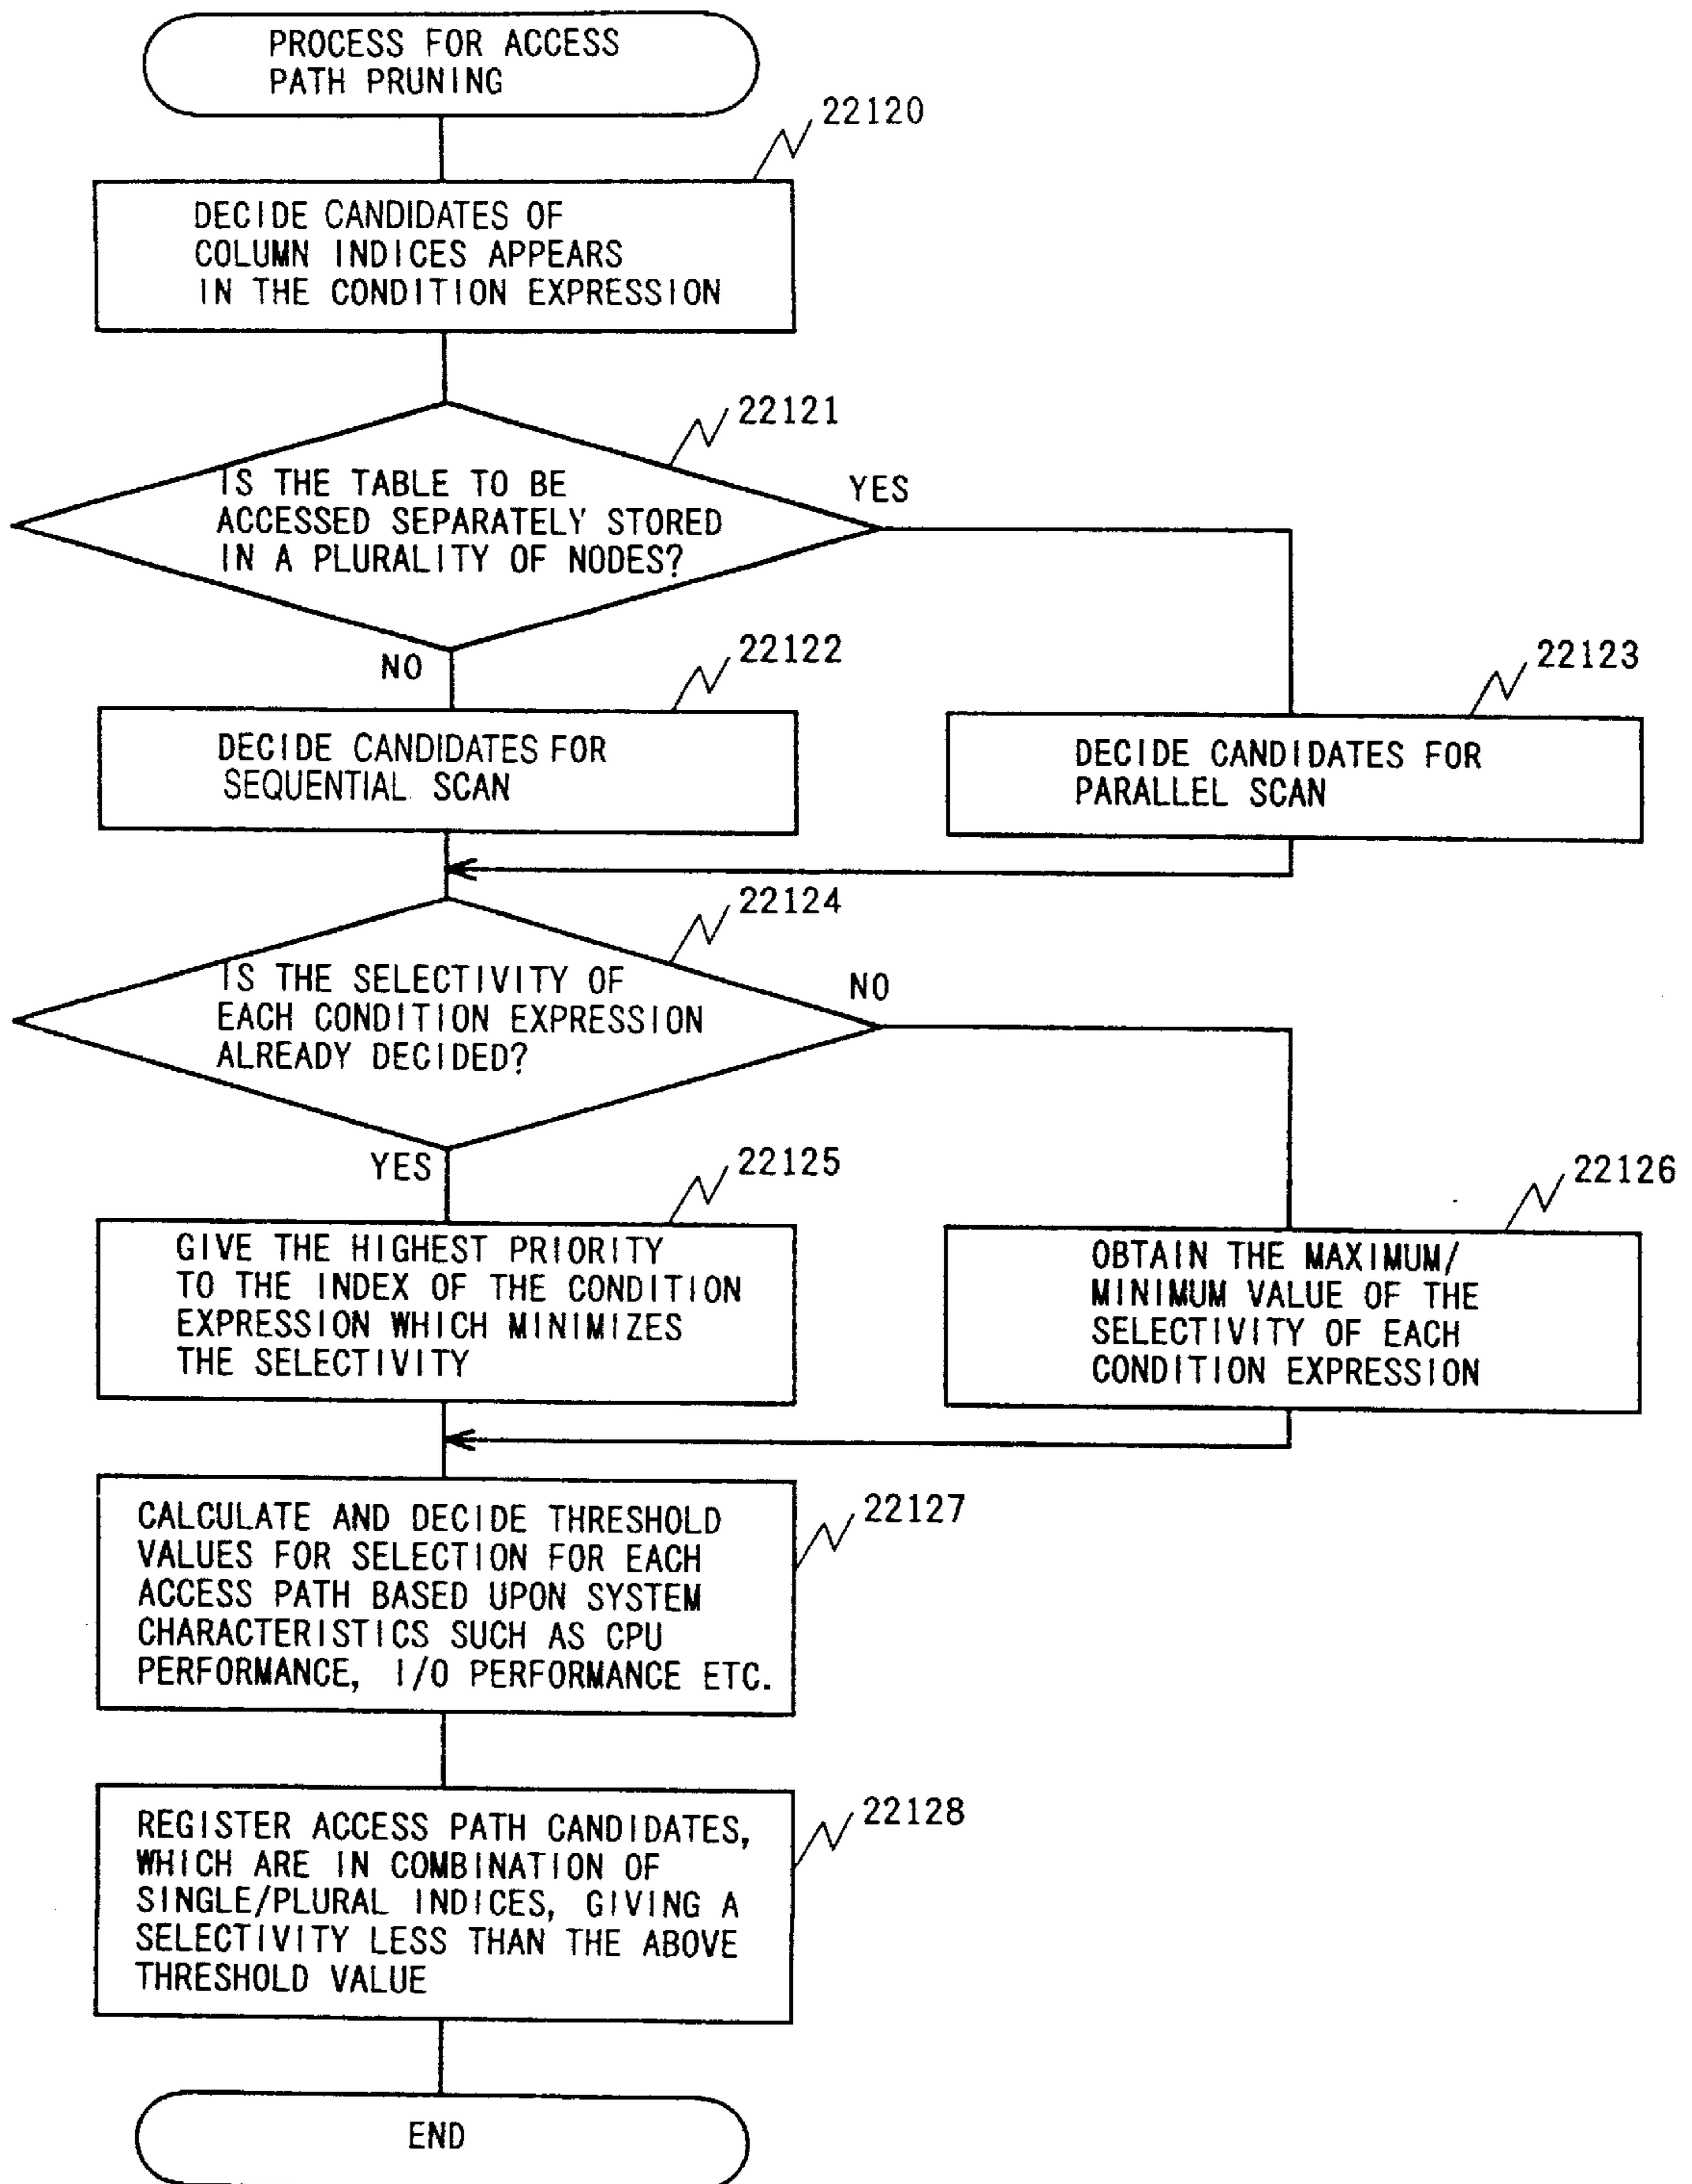 PROCESS FOR ACCESS
PATH PRUNING
22120
DECIDE CANDIDATES OF
COLUMN INDICES APPEARS
IN THE CONDITION EXPRESSION
22121
IS THE TABLE TO BE
ACCESSED SEPARATELY STORED
IN A PLURALITY OF NODES?
YES
NO
22122
22123
DECIDE CANDIDATES FOR
SEQUENTIAL SCAN
DECIDE CANDIDATES FOR
PARALLEL SCAN
22124
IS THE SELECTIVITY OF
EACH CONDITION EXPRESSION
ALREADY DECIDED?
NO
YES
22125
22126
GIVE THE HIGHEST PRIORITY
TO THE INDEX OF THE CONDITION
EXPRESSION WHICH MINIMIZES
THE SELECTIVITY
OBTAIN THE MAXIMUM/
MINIMUM VALUE OF THE
SELECTIVITY OF EACH
CONDITION EXPRESSION
22127
CALCULATE AND DECIDE THRESHOLD
VALUES FOR SELECTION FOR EACH
ACCESS PATH BASED UPON SYSTEM
CHARACTERISTICS SUCH AS CPU
PERFORMANCE, I/O PERFORMANCE ETC.
22128
REGISTER ACCESS PATH CANDIDATES,
WHICH ARE IN COMBINATION OF
SINGLE/PLURAL INDICES, GIVING A
SELECTIVITY LESS THAN THE ABOVE
THRESHOLD VALUE
END